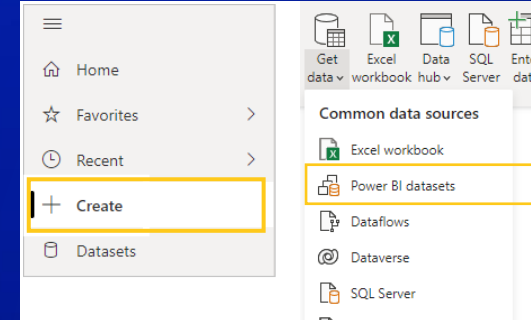 Home
Favorites
Recent
Create
Datasets
Get Excel Data SQL
data workbook hub Server
Common data sources
Excel workbook
Power BI datasets
Dataflows
Dataverse
SQL Server